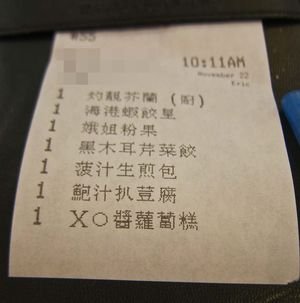 #55
10:11AM
November 22
Eric
1 灼靚芥蘭 (廚)
1 海港蝦餃皇
1 娥姐粉果
1 黑木耳芹菜餃
1 菠汁生煎包
1 鮑汁扒荳腐
1 XO醬蘿蔔糕